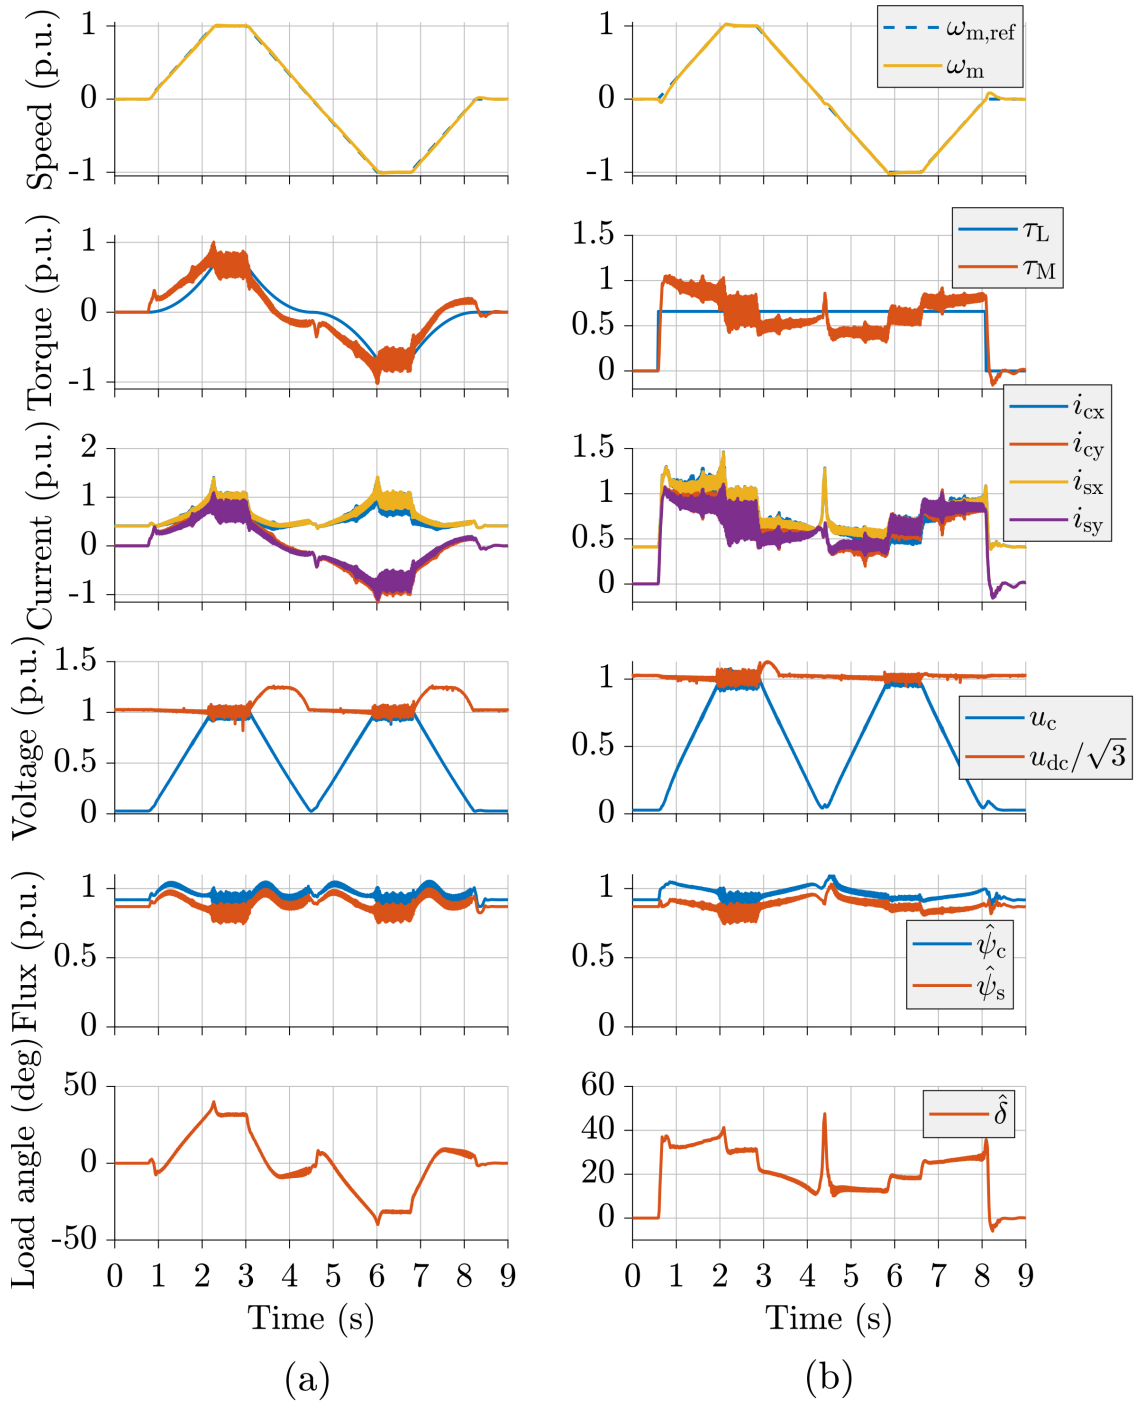 Speed (p.u.)
1
0
-1
1
0
-1
ω_m,ref
ω_m
Torque (p.u.)
1
0
-1
1.5
1
0.5
0
τ_L
τ_M
Current (p.u.)
2
1
0
-1
1.5
1
0.5
0
i_cx
i_cy
i_sx
i_sy
Voltage (p.u.)
1.5
1
0.5
0
1
0.5
0
u_c
u_dc/√3
Flux (p.u.)
1
0.5
0
1
0.5
0
ψ̂_c
ψ̂_s
Load angle (deg)
50
0
-50
60
40
20
0
δ̂
0 1 2 3 4 5 6 7 8 9
0 1 2 3 4 5 6 7 8 9
Time (s)
Time (s)
(a)
(b)